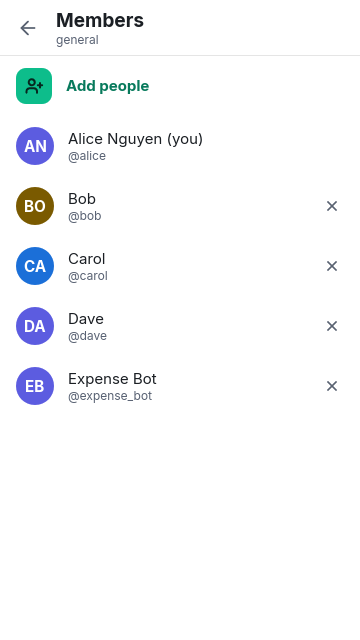 Members
general
Add people
AN
Alice Nguyen (you)
@alice
BO
Bob
@bob
CA
Carol
@carol
DA
Dave
@dave
EB
Expense Bot
@expense_bot